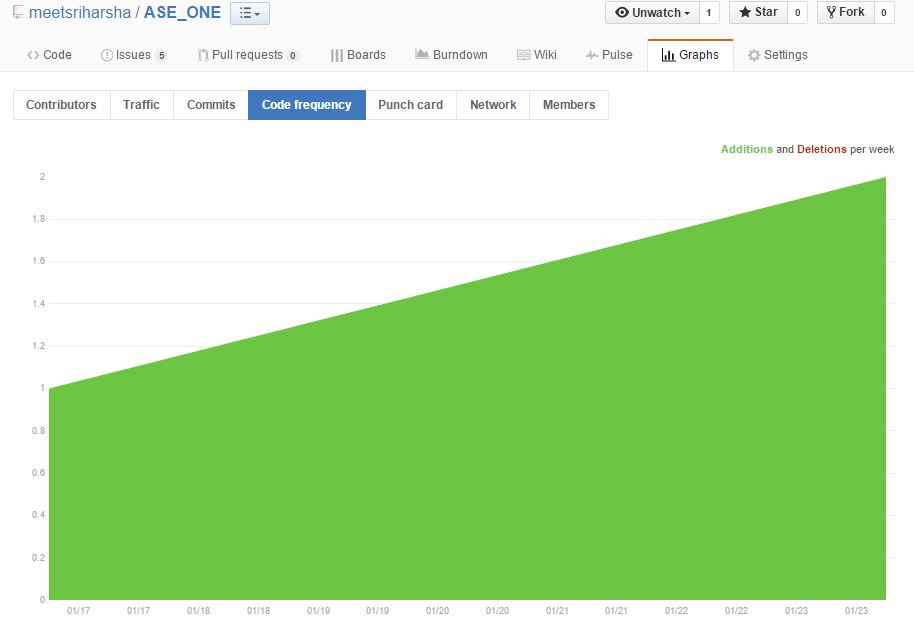 meetsriharsha / ASE_ONE Unwatch 1 Star 0 Fork 0
Code Issues 5 Pull requests 0 Boards Burndown Wiki Pulse Graphs Settings
Contributors Traffic Commits Code frequency Punch card Network Members
Additions and Deletions per week
2
1.8
1.6
1.4
1.2
1
0.8
0.6
0.4
0.2
0
01/17 01/17 01/18 01/18 01/19 01/19 01/20 01/20 01/21 01/21 01/22 01/22 01/23 01/23